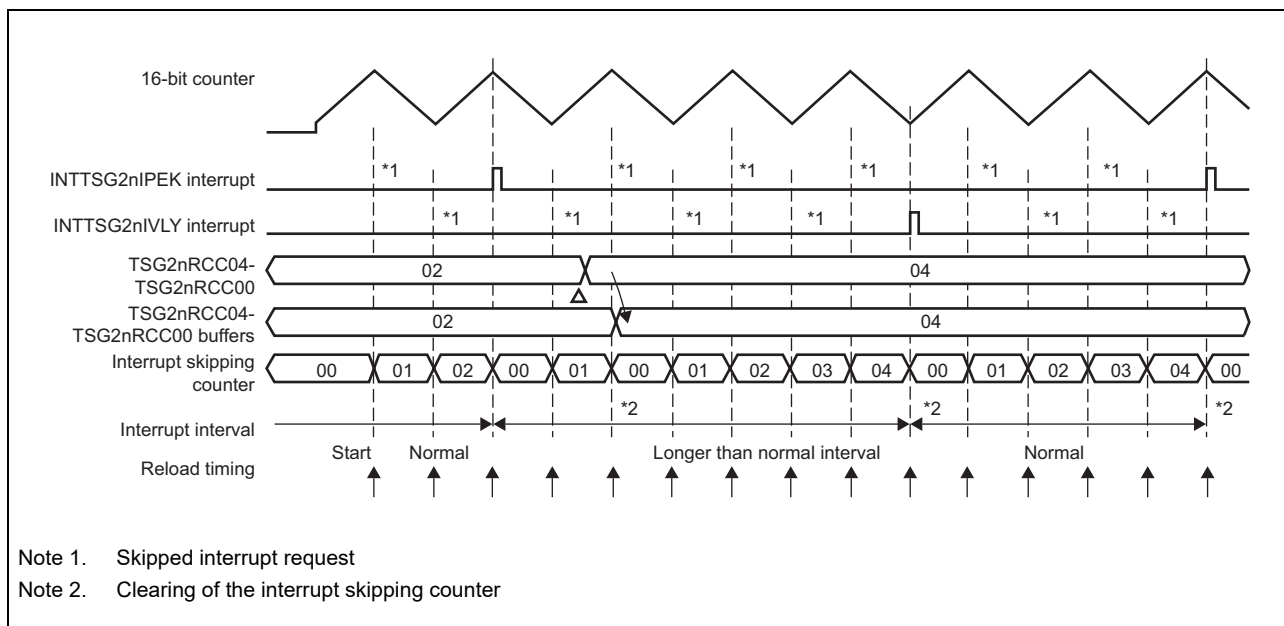 16-bit counter
*1 *1 *1 *1 *1 *1
INTTSG2nIPEK interrupt
*1 *1 *1 *1 *1 *1
INTTSG2nIVLY interrupt
TSG2nRCC04-
TSG2nRCC00
02 04
TSG2nRCC04-
TSG2nRCC00 buffers
02 04
Interrupt skipping
counter
00 01 02 00 01 00 01 02 03 04 00 01 02 03 04 00
*2 *2 *2
Interrupt interval
Start Normal Longer than normal interval Normal
Reload timing
Note 1. Skipped interrupt request
Note 2. Clearing of the interrupt skipping counter